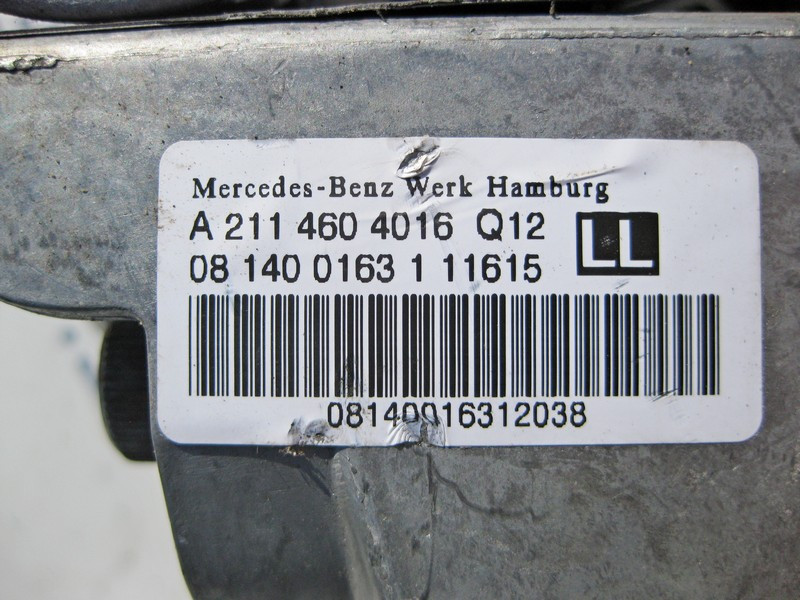 Mercedes-Benz Werk Hamburg
A 211 460 4016 Q12
LL
08 140 0163 1 11615
08140016312038